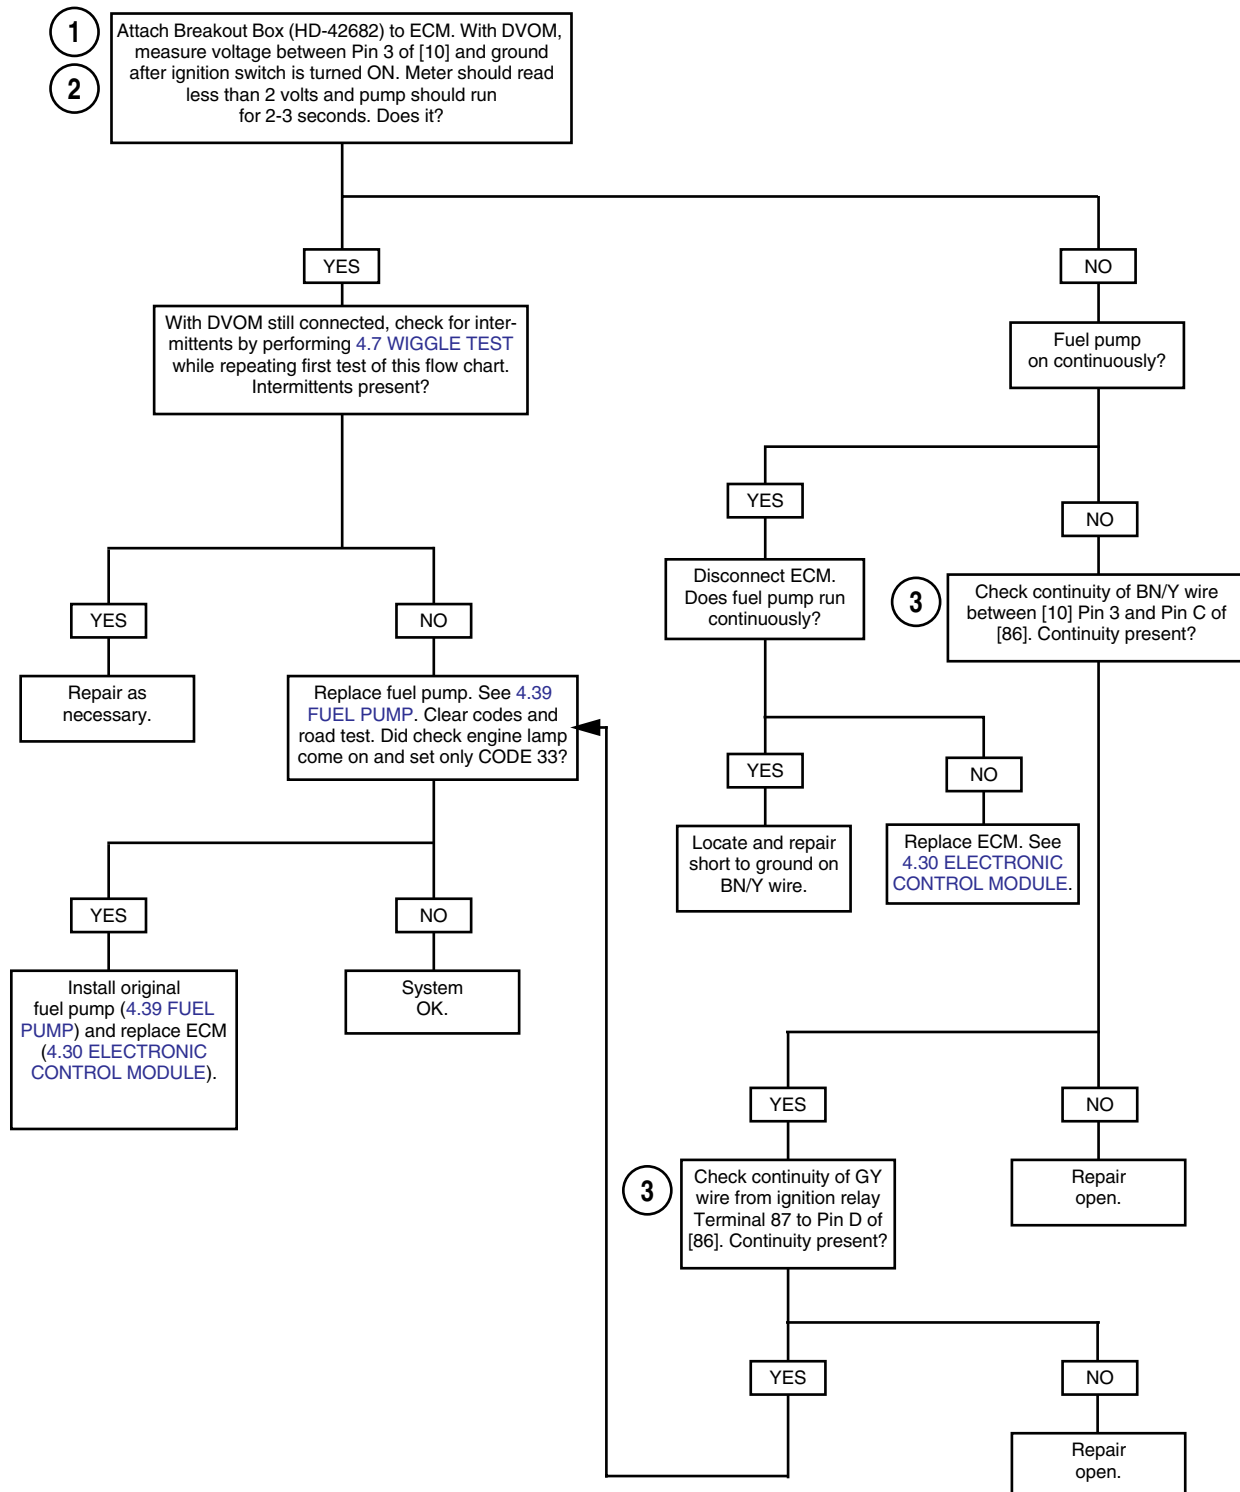 1
2
Attach Breakout Box (HD-42682) to ECM. With DVOM,
measure voltage between Pin 3 of [10] and ground
after ignition switch is turned ON. Meter should read
less than 2 volts and pump should run
for 2-3 seconds. Does it?
YES
NO
With DVOM still connected, check for inter-
mittents by performing 4.7 WIGGLE TEST
while repeating first test of this flow chart.
Intermittents present?
Fuel pump
on continuously?
YES
NO
YES
NO
Disconnect ECM.
Does fuel pump run
continuously?
3
Check continuity of BN/Y wire
between [10] Pin 3 and Pin C of
[86]. Continuity present?
Repair as
necessary.
Replace fuel pump. See 4.39
FUEL PUMP. Clear codes and
road test. Did check engine lamp
come on and set only CODE 33?
YES
NO
Locate and repair
short to ground on
BN/Y wire.
Replace ECM. See
4.30 ELECTRONIC
CONTROL MODULE.
YES
NO
Install original
fuel pump (4.39 FUEL
PUMP) and replace ECM
(4.30 ELECTRONIC
CONTROL MODULE).
System
OK.
YES
NO
3
Check continuity of GY
wire from ignition relay
Terminal 87 to Pin D of
[86]. Continuity present?
Repair
open.
YES
NO
Repair
open.